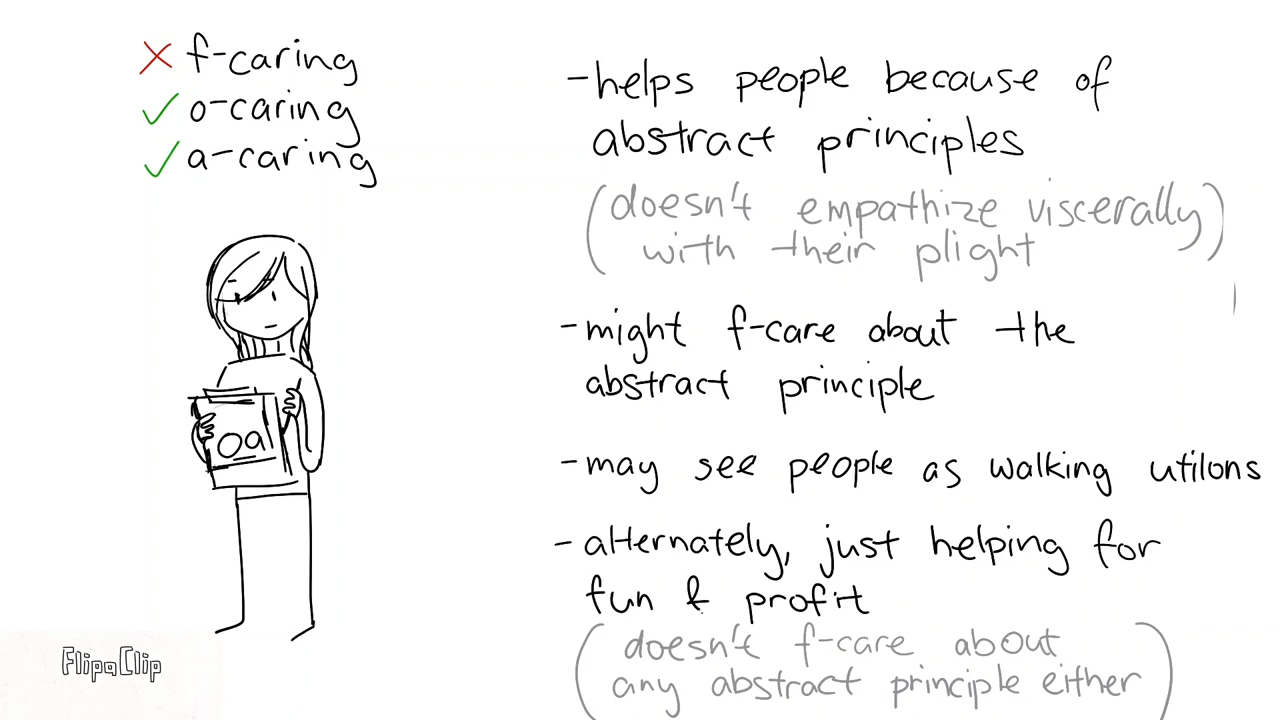 × f-caring
✓ o-caring
✓ a-caring
oa
-helps people because of
abstract principles
(doesn't empathize viscerally)
with their plight
-might f-care about the
abstract principle
-may see people as walking utilons
-alternately, just helping for
fun & profit
(doesn't f-care about
any abstract principle either)
FlipaClip